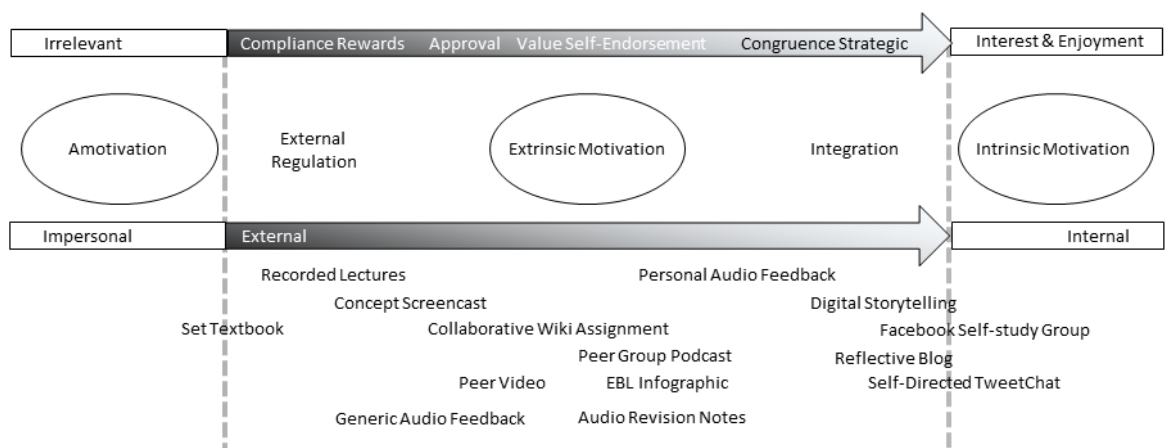 Irrelevant
Compliance Rewards Approval Value Self-Endorsement Congruence Strategic
Interest & Enjoyment
Amotivation
External
Regulation
Extrinsic Motivation
Integration
Intrinsic Motivation
Impersonal
External
Internal
Recorded Lectures
Personal Audio Feedback
Concept Screencast
Digital Storytelling
Set Textbook
Collaborative Wiki Assignment
Facebook Self-study Group
Peer Group Podcast
Reflective Blog
Peer Video
EBL Infographic
Self-Directed TweetChat
Generic Audio Feedback
Audio Revision Notes